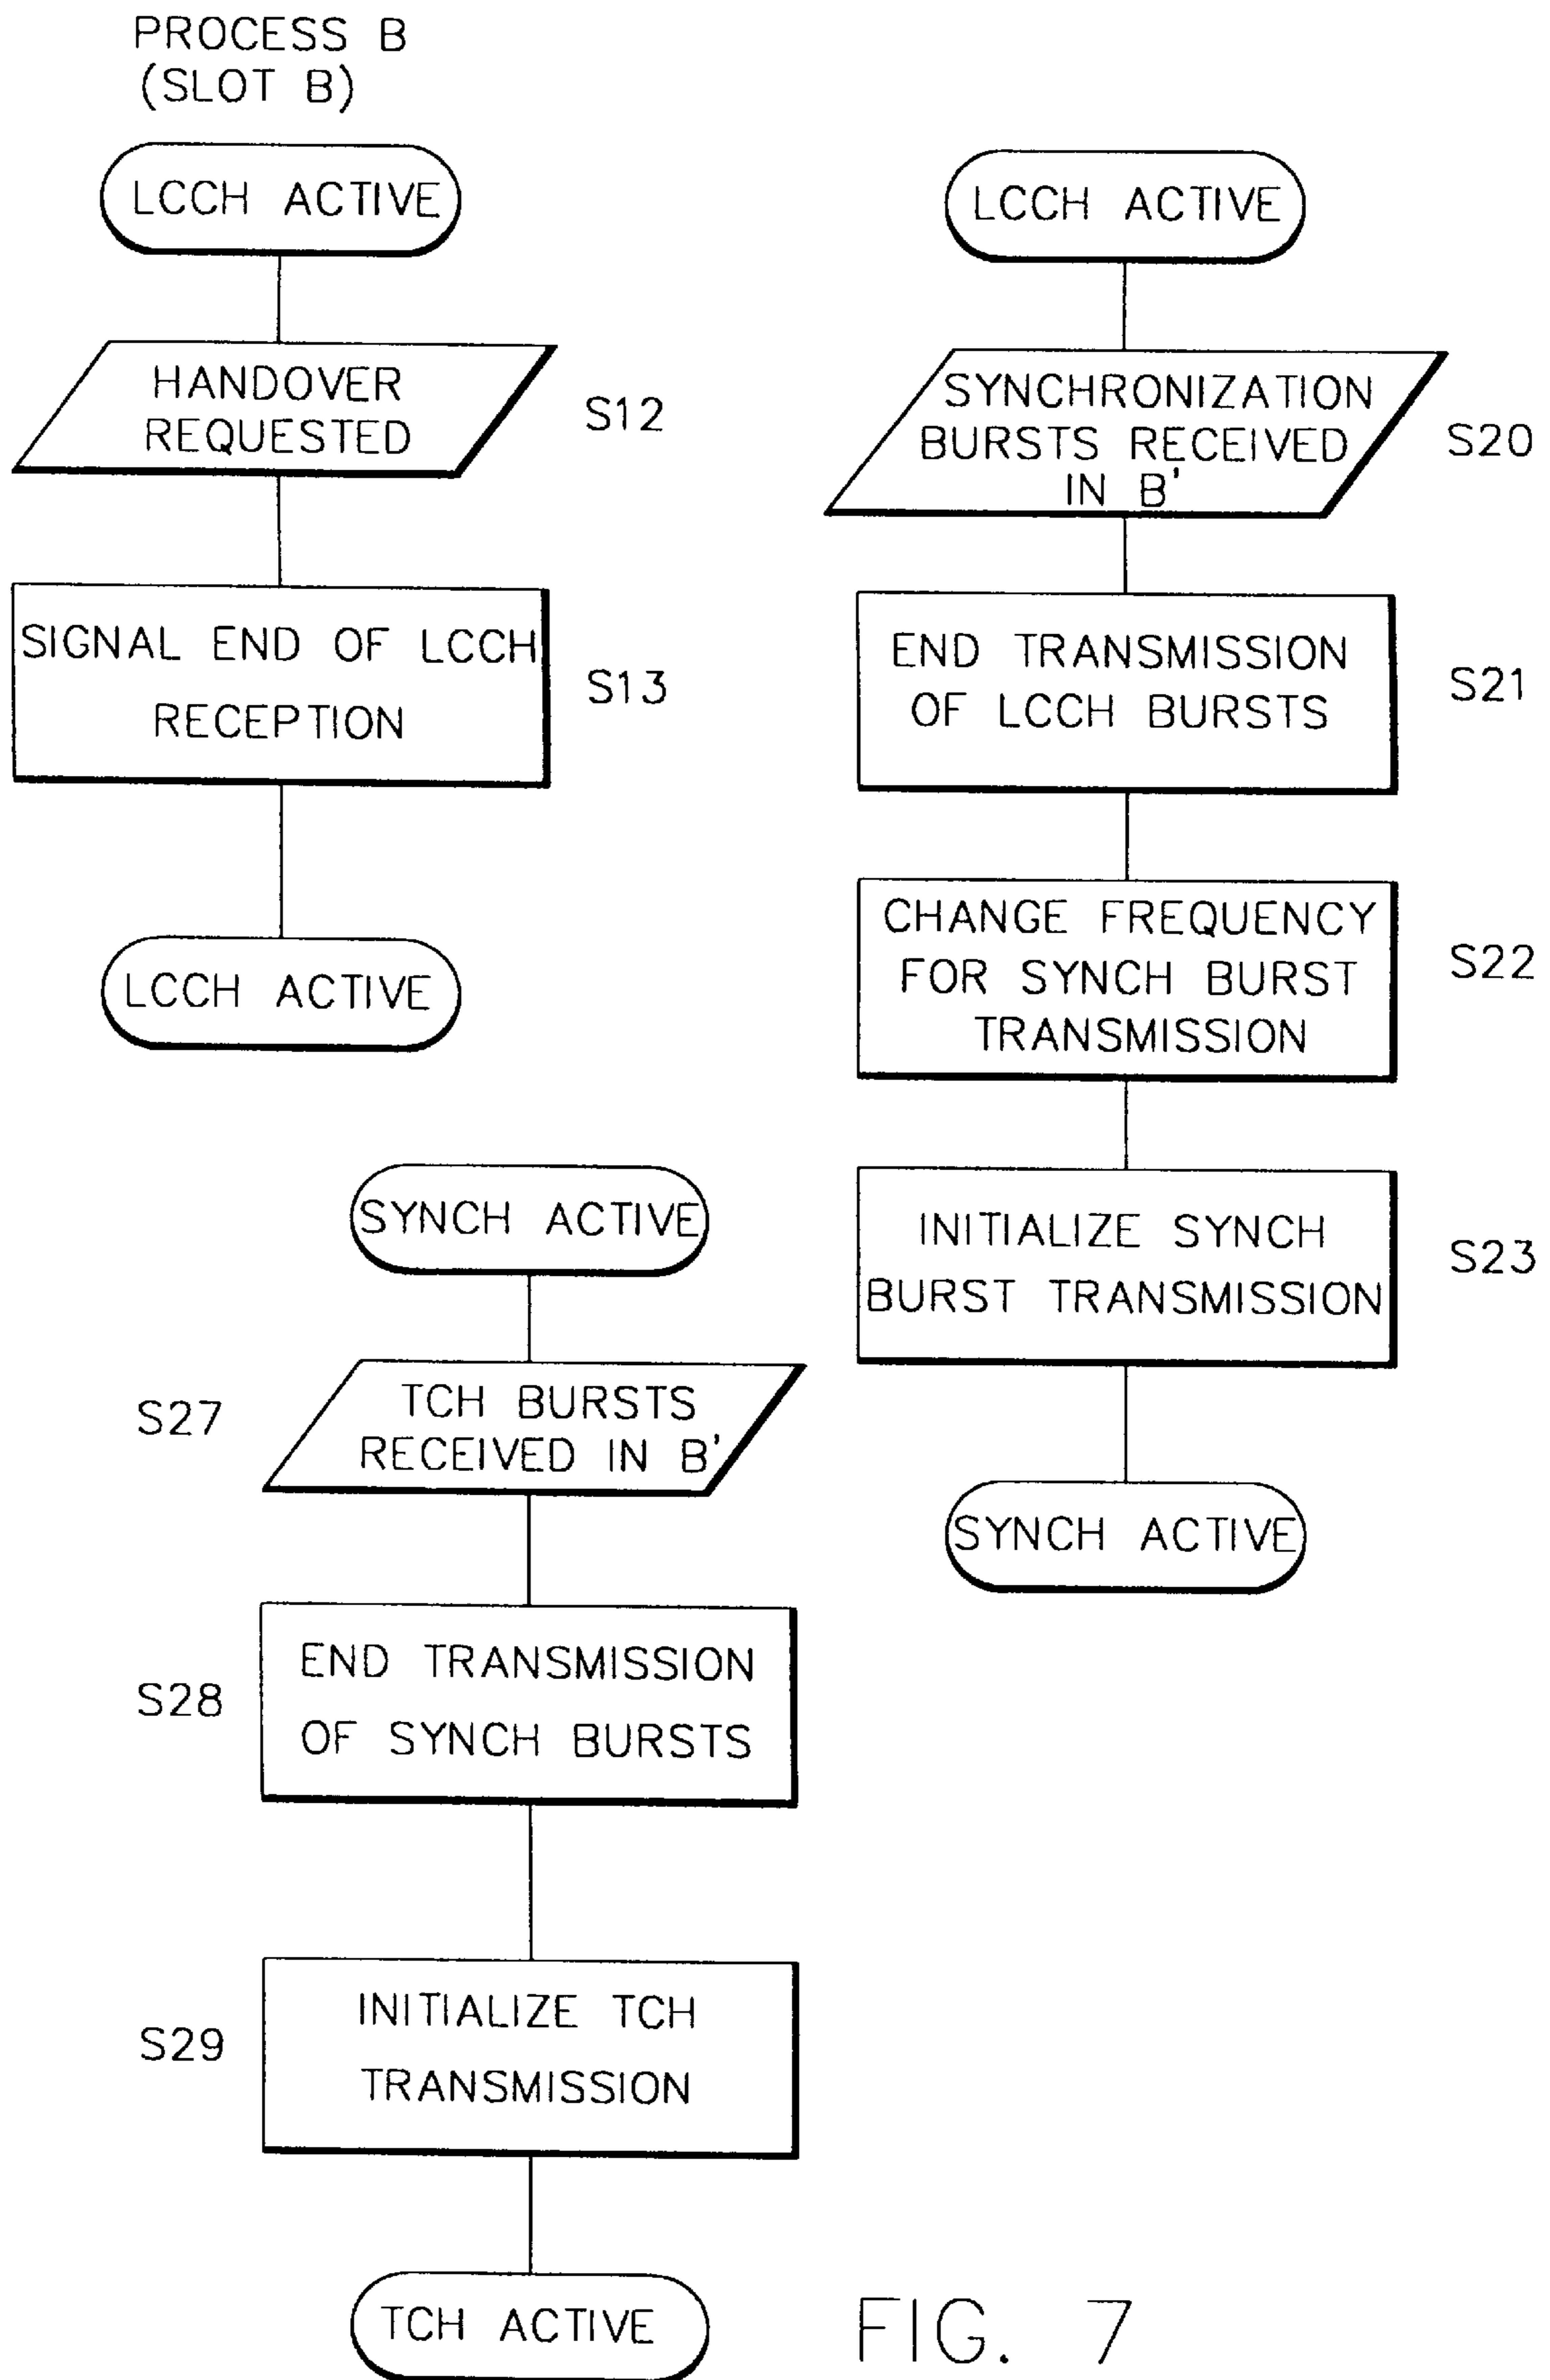 PROCESS B
(SLOT B)
LCCH ACTIVE
HANDOVER
REQUESTED
S12
SIGNAL END OF LCCH
RECEPTION
S13
LCCH ACTIVE
LCCH ACTIVE
SYNCHRONIZATION
BURSTS RECEIVED
IN B'
S20
END TRANSMISSION
OF LCCH BURSTS
S21
CHANGE FREQUENCY
FOR SYNCH BURST
TRANSMISSION
S22
INITIALIZE SYNCH
BURST TRANSMISSION
S23
SYNCH ACTIVE
SYNCH ACTIVE
S27
TCH BURSTS
RECEIVED IN B'
S28
END TRANSMISSION
OF SYNCH BURSTS
S29
INITIALIZE TCH
TRANSMISSION
TCH ACTIVE
FIG. 7